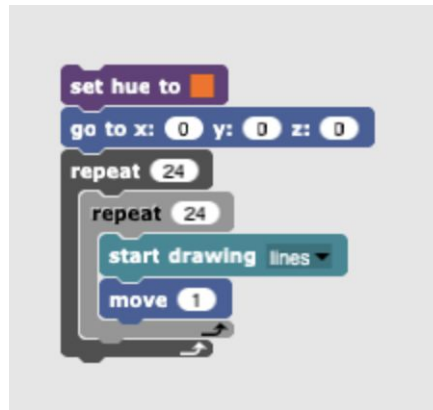 set hue to
go to x: 0 y: 0 z: 0
repeat 24
repeat 24
start drawing lines
move 1